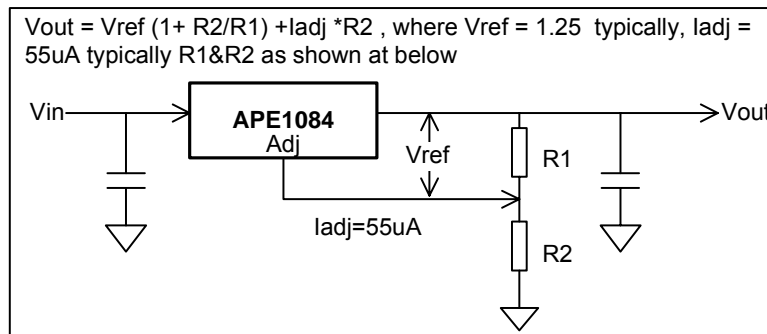 Vout = Vref (1+ R2/R1) +Iadj *R2 , where Vref = 1.25  typically, Iadj =
55uA typically R1&R2 as shown at below
Vin
APE1084
Adj
Vout
Vref
R1
Iadj=55uA
R2